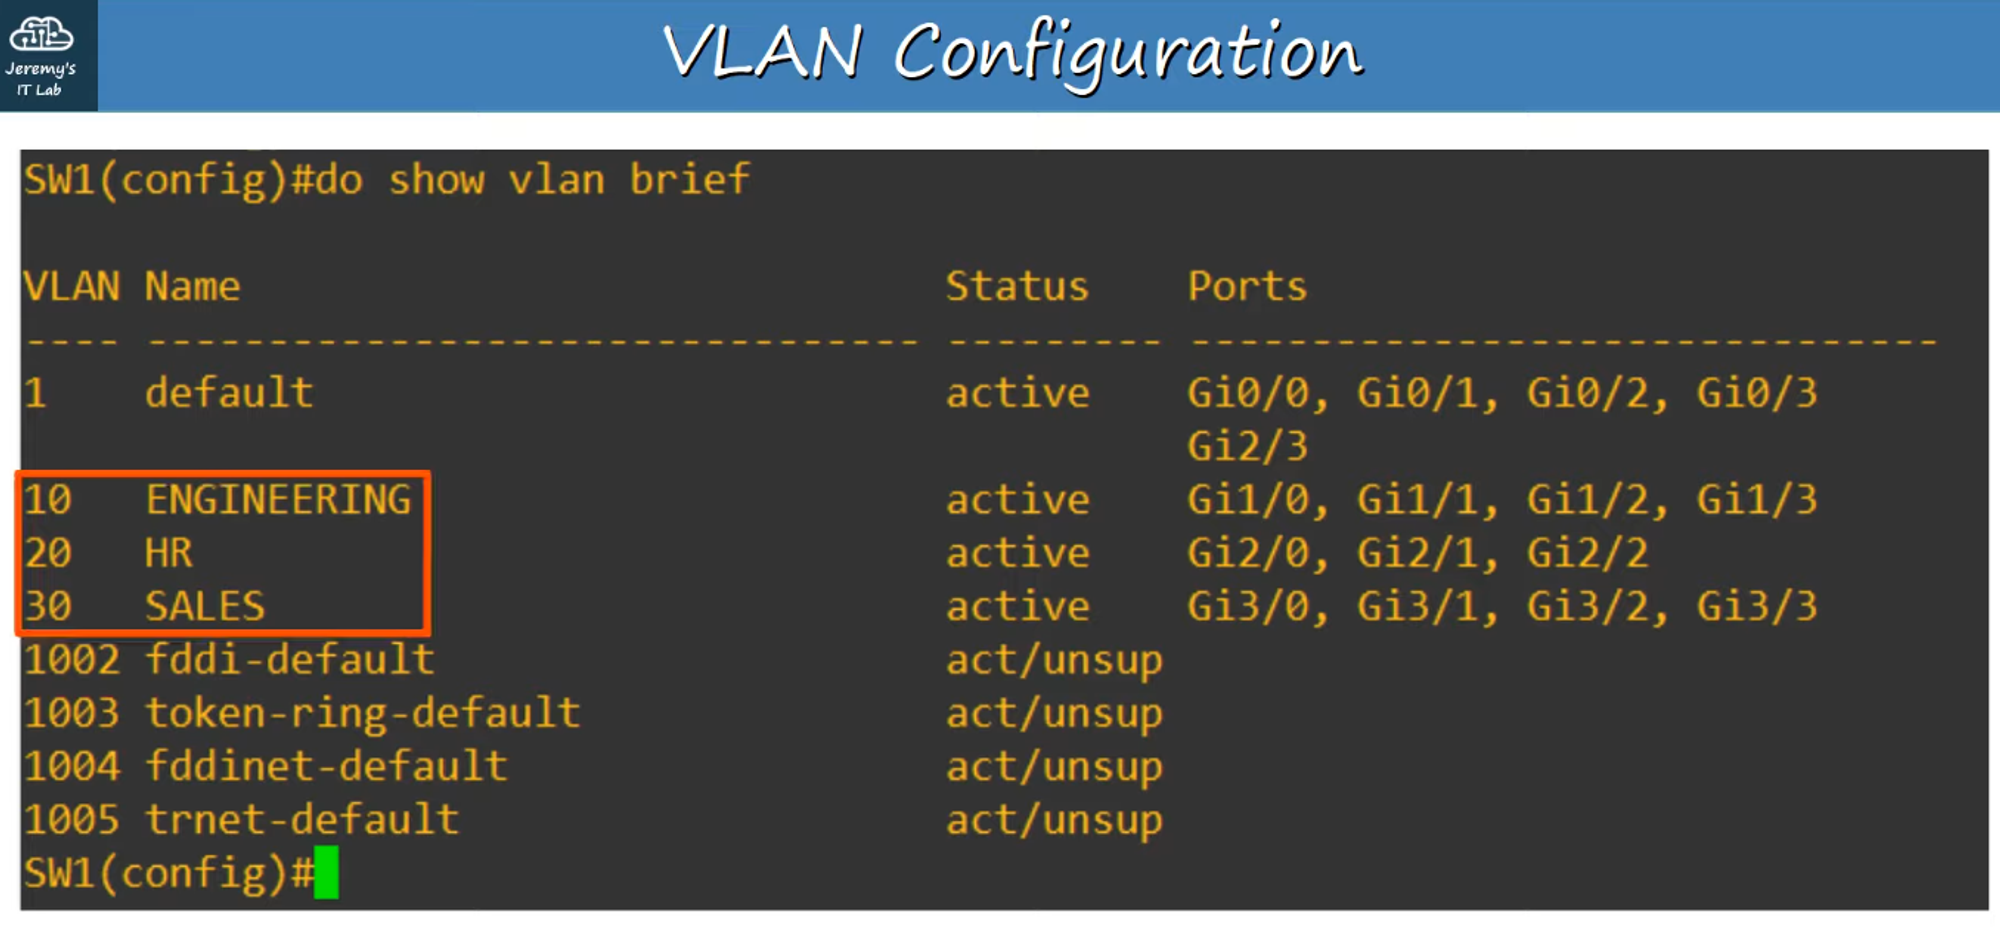 Jeremy's
IT Lab
VLAN Configuration
SW1(config)#do show vlan brief
VLAN Name                             Status    Ports
---- -------------------------------- --------- -------------------------------
1    default                          active    Gi0/0, Gi0/1, Gi0/2, Gi0/3
                                                Gi2/3
10   ENGINEERING                      active    Gi1/0, Gi1/1, Gi1/2, Gi1/3
20   HR                               active    Gi2/0, Gi2/1, Gi2/2
30   SALES                            active    Gi3/0, Gi3/1, Gi3/2, Gi3/3
1002 fddi-default                     act/unsup
1003 token-ring-default               act/unsup
1004 fddinet-default                  act/unsup
1005 trnet-default                    act/unsup
SW1(config)#